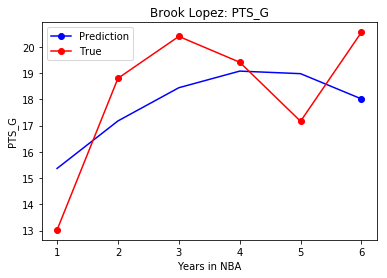 Brook Lopez: PTS_G
Prediction
True
20
19
18
17
16
15
14
13
PTS_G
1 2 3 4 5 6
Years in NBA